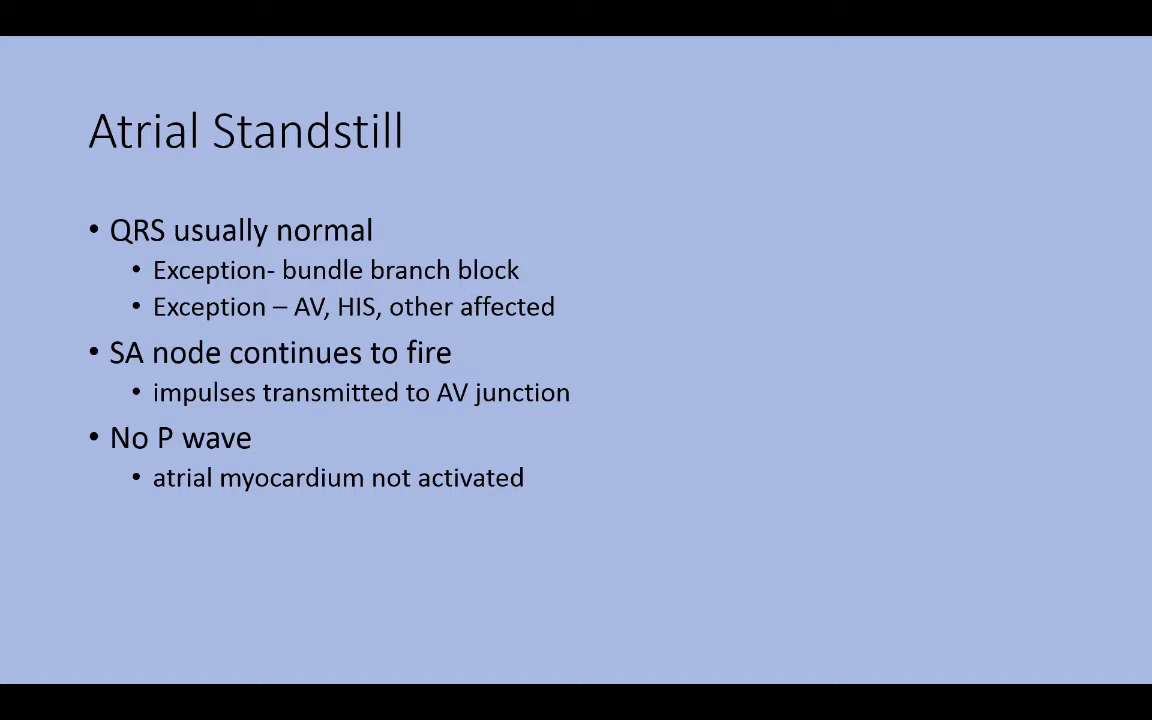 Atrial Standstill
• QRS usually normal
• Exception- bundle branch block
• Exception – AV, HIS, other affected
• SA node continues to fire
• impulses transmitted to AV junction
• No P wave
• atrial myocardium not activated